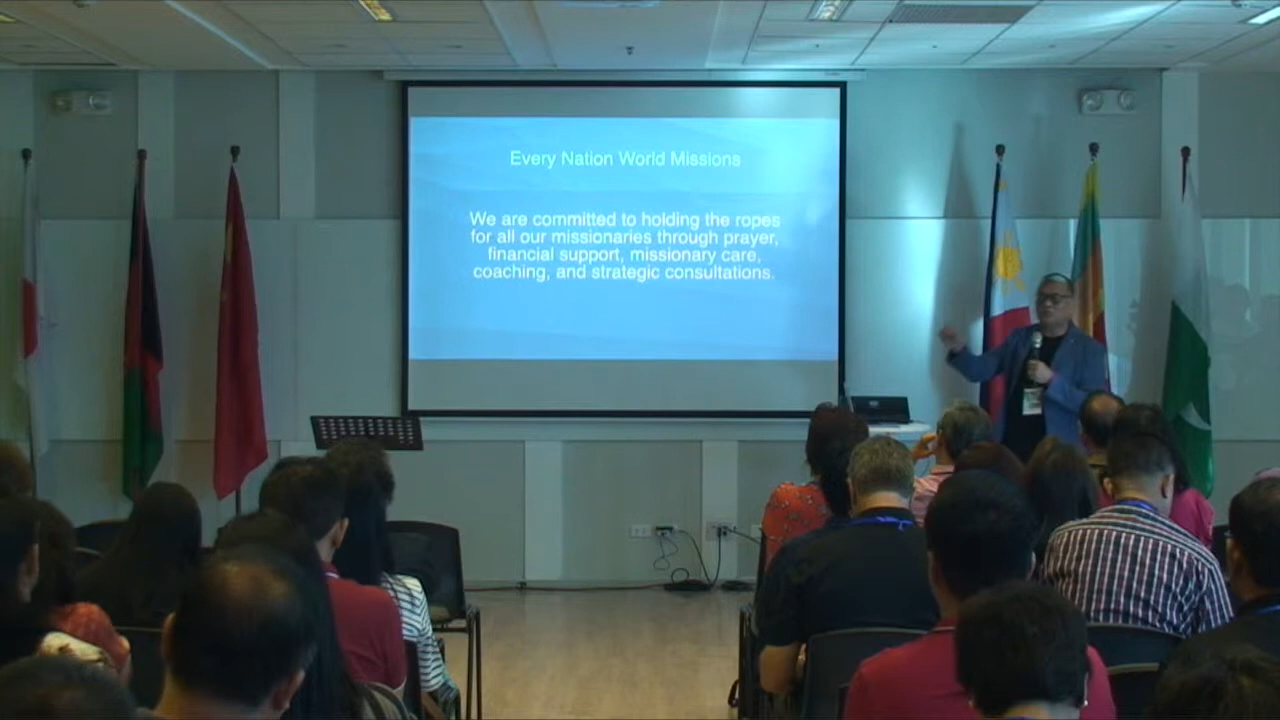 Every Nation World Missions
We are committed to holding the ropes
for all our missionaries through prayer,
financial support, missionary care,
coaching, and strategic consultations.